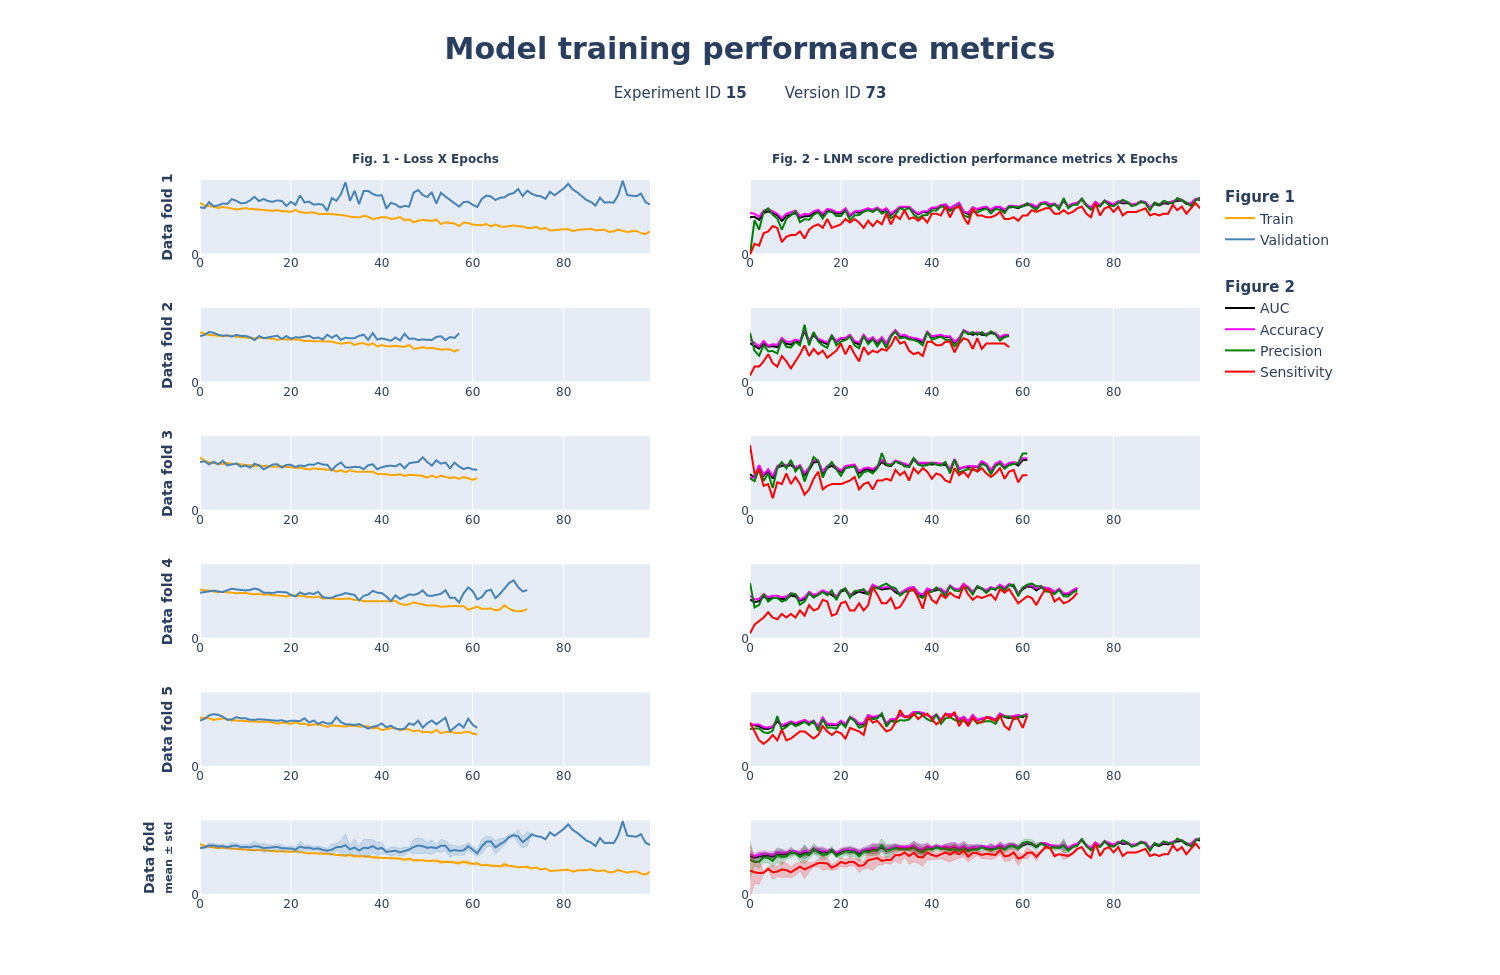 Model training performance metrics
Experiment ID 15 Version ID 73
Fig. 1 - Loss X Epochs
Fig. 2 - LNM score prediction performance metrics X Epochs
Data fold 1
0
0 20 40 60 80
0
0 20 40 60 80
Figure 1
Train
Validation
Figure 2
AUC
Accuracy
Precision
Sensitivity
Data fold 2
0
0 20 40 60 80
0
0 20 40 60 80
Data fold 3
0
0 20 40 60 80
0
0 20 40 60 80
Data fold 4
0
0 20 40 60 80
0
0 20 40 60 80
Data fold 5
0
0 20 40 60 80
0
0 20 40 60 80
Data fold
mean ± std
0
0 20 40 60 80
0
0 20 40 60 80